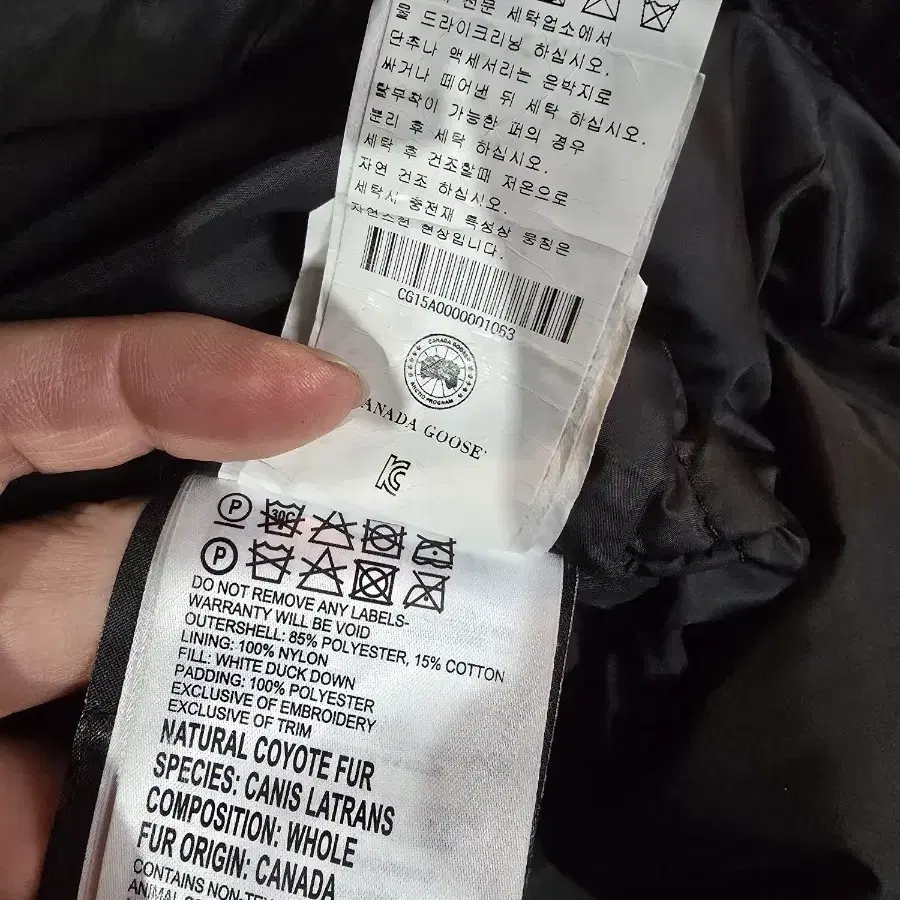 전문 세탁업소에서
물 드라이크리닝 하십시오.
단추나 액세서리는 은박지로
싸거나 떼어낸 뒤 세탁 하십시오.
탈부착이 가능한 퍼의 경우
분리 후 세탁 하십시오.
세탁 후 건조할때 저온으로
자연 건조 하십시오.
세탁시 충전재 특성상 뭉침은
자연스런 현상입니다.
CG15A0000001063
CANADA GOOSE
ARCTIC PROGRAM
CANADA GOOSE
P 30C
P
DO NOT REMOVE ANY LABELS-
WARRANTY WILL BE VOID
OUTERSHELL: 85% POLYESTER, 15% COTTON
LINING: 100% NYLON
FILL: WHITE DUCK DOWN
PADDING: 100% POLYESTER
EXCLUSIVE OF EMBROIDERY
EXCLUSIVE OF TRIM
NATURAL COYOTE FUR
SPECIES: CANIS LATRANS
COMPOSITION: WHOLE
FUR ORIGIN: CANADA
CONTAINS